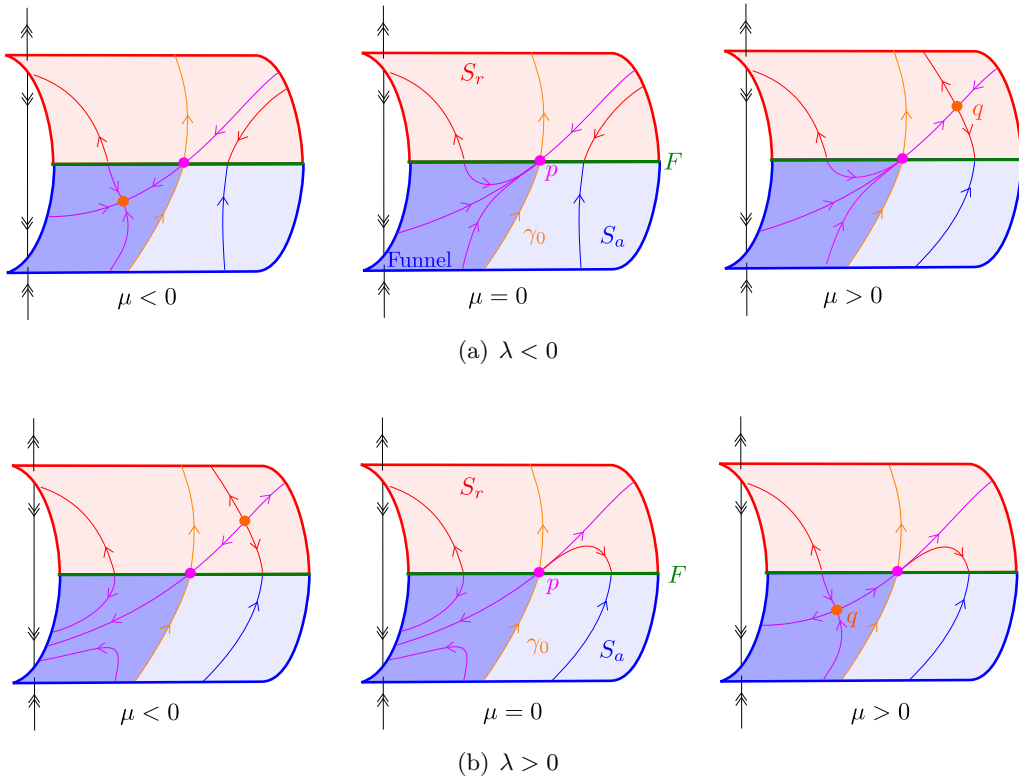 S_r
q
F
p
γ_0
S_a
Funnel
μ < 0
μ = 0
μ > 0
(a) λ < 0
S_r
F
p
q
γ_0
S_a
μ < 0
μ = 0
μ > 0
(b) λ > 0